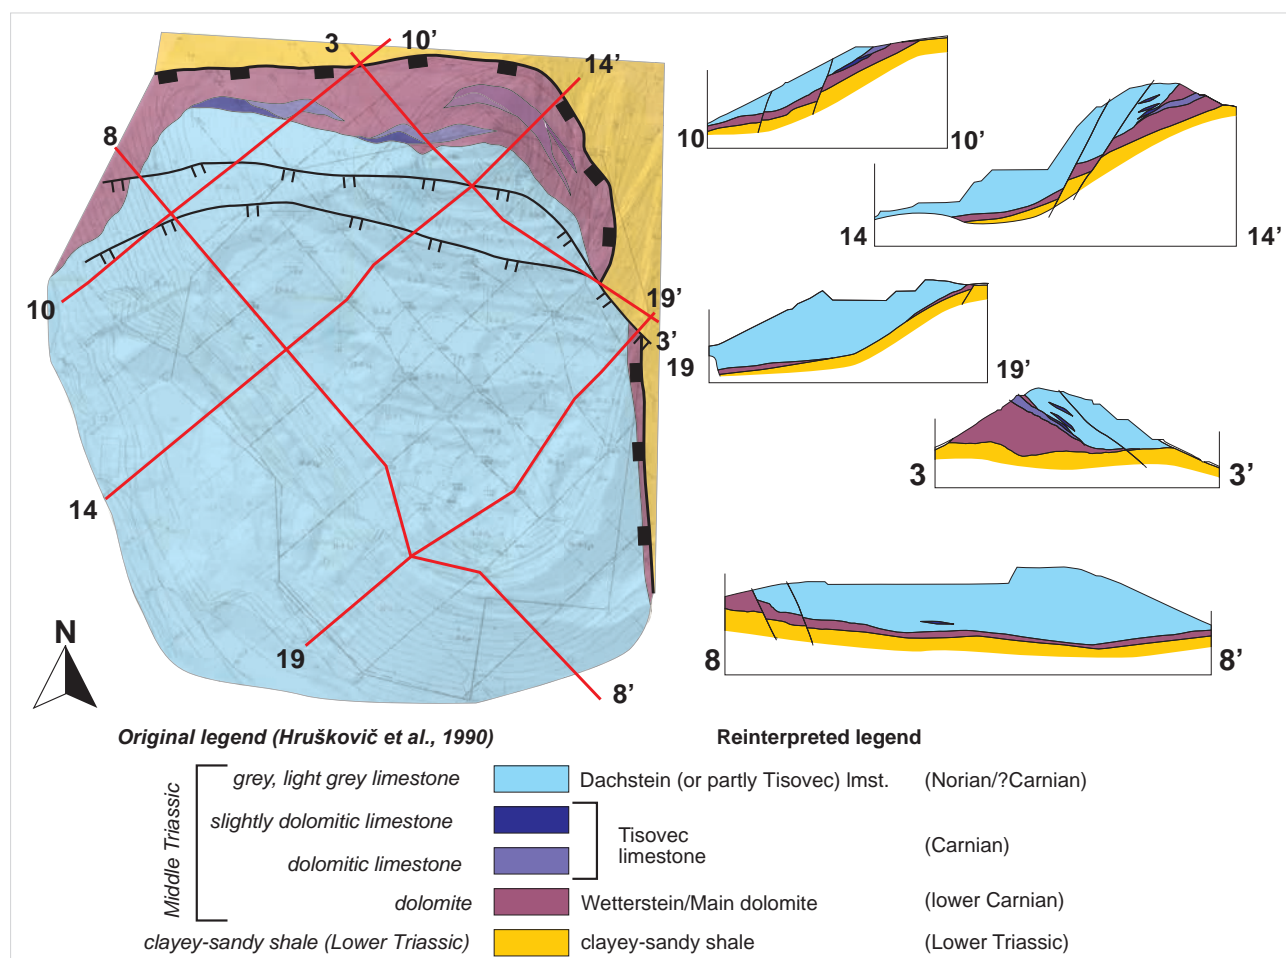 3
10’
14’
8
10
19’
3’
14
19
8’
N
10
10’
14
14’
19
19’
3
3’
8
8’
Original legend (Hruškovič et al., 1990)
Reinterpreted legend
Middle Triassic
grey, light grey limestone
Dachstein (or partly Tisovec) lmst.
(Norian/?Carnian)
slightly dolomitic limestone
dolomitic limestone
Tisovec
limestone
(Carnian)
dolomite
Wetterstein/Main dolomite
(lower Carnian)
clayey-sandy shale (Lower Triassic)
clayey-sandy shale
(Lower Triassic)